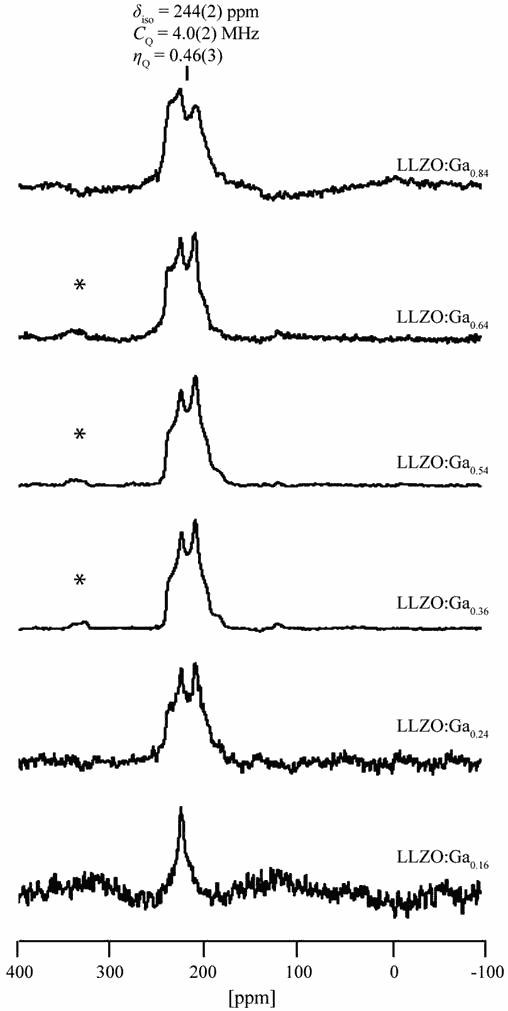 δiso = 244(2) ppm
CQ = 4.0(2) MHz
ηQ = 0.46(3)
LLZO:Ga0.84
*
LLZO:Ga0.64
*
LLZO:Ga0.54
*
LLZO:Ga0.36
LLZO:Ga0.24
LLZO:Ga0.16
400 300 200 100 0 -100
[ppm]